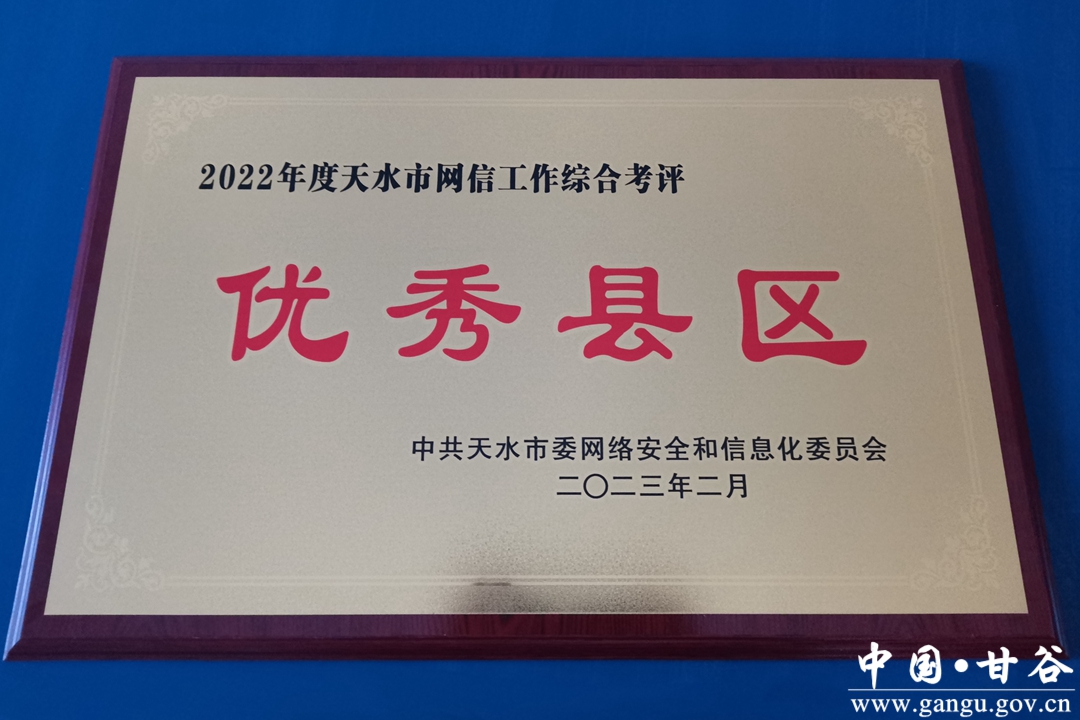 2022年度天水市网信工作综合考评
优秀县区
中共天水市委网络安全和信息化委员会
二〇二三年二月
中国·甘谷
www.gangu.gov.cn